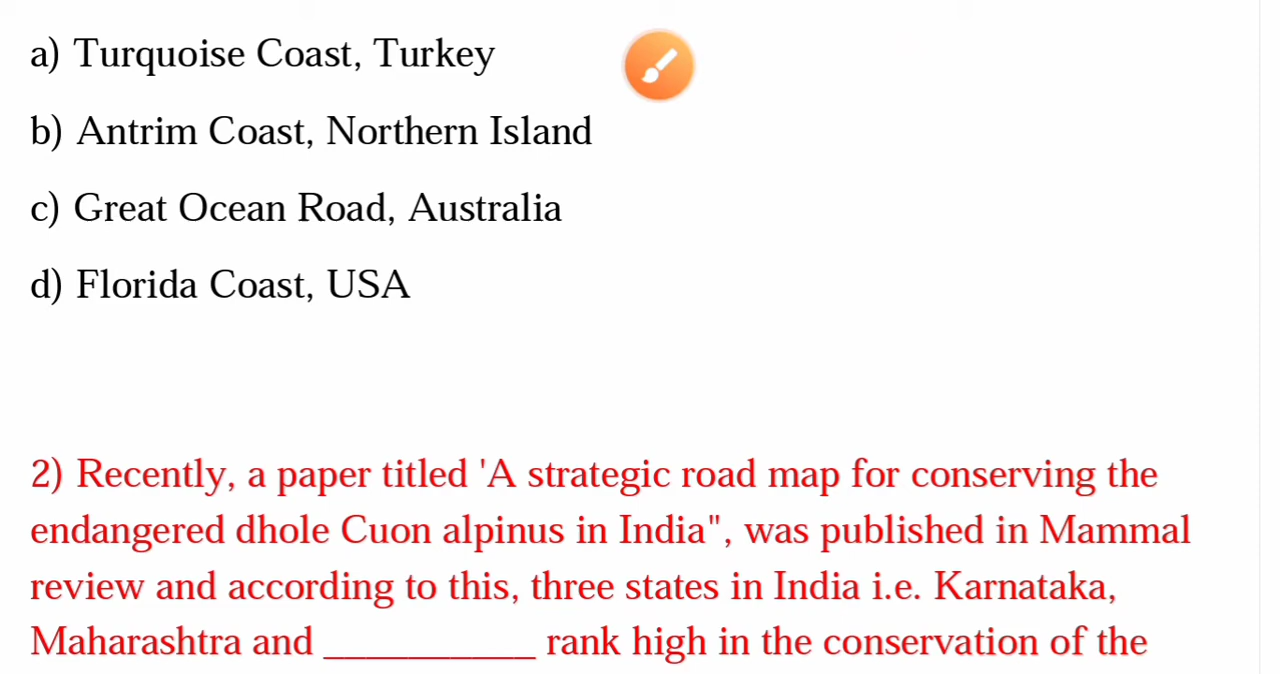 a) Turquoise Coast, Turkey
b) Antrim Coast, Northern Island
c) Great Ocean Road, Australia
d) Florida Coast, USA
2) Recently, a paper titled 'A strategic road map for conserving the
endangered dhole Cuon alpinus in India", was published in Mammal
review and according to this, three states in India i.e. Karnataka,
Maharashtra and __________ rank high in the conservation of the